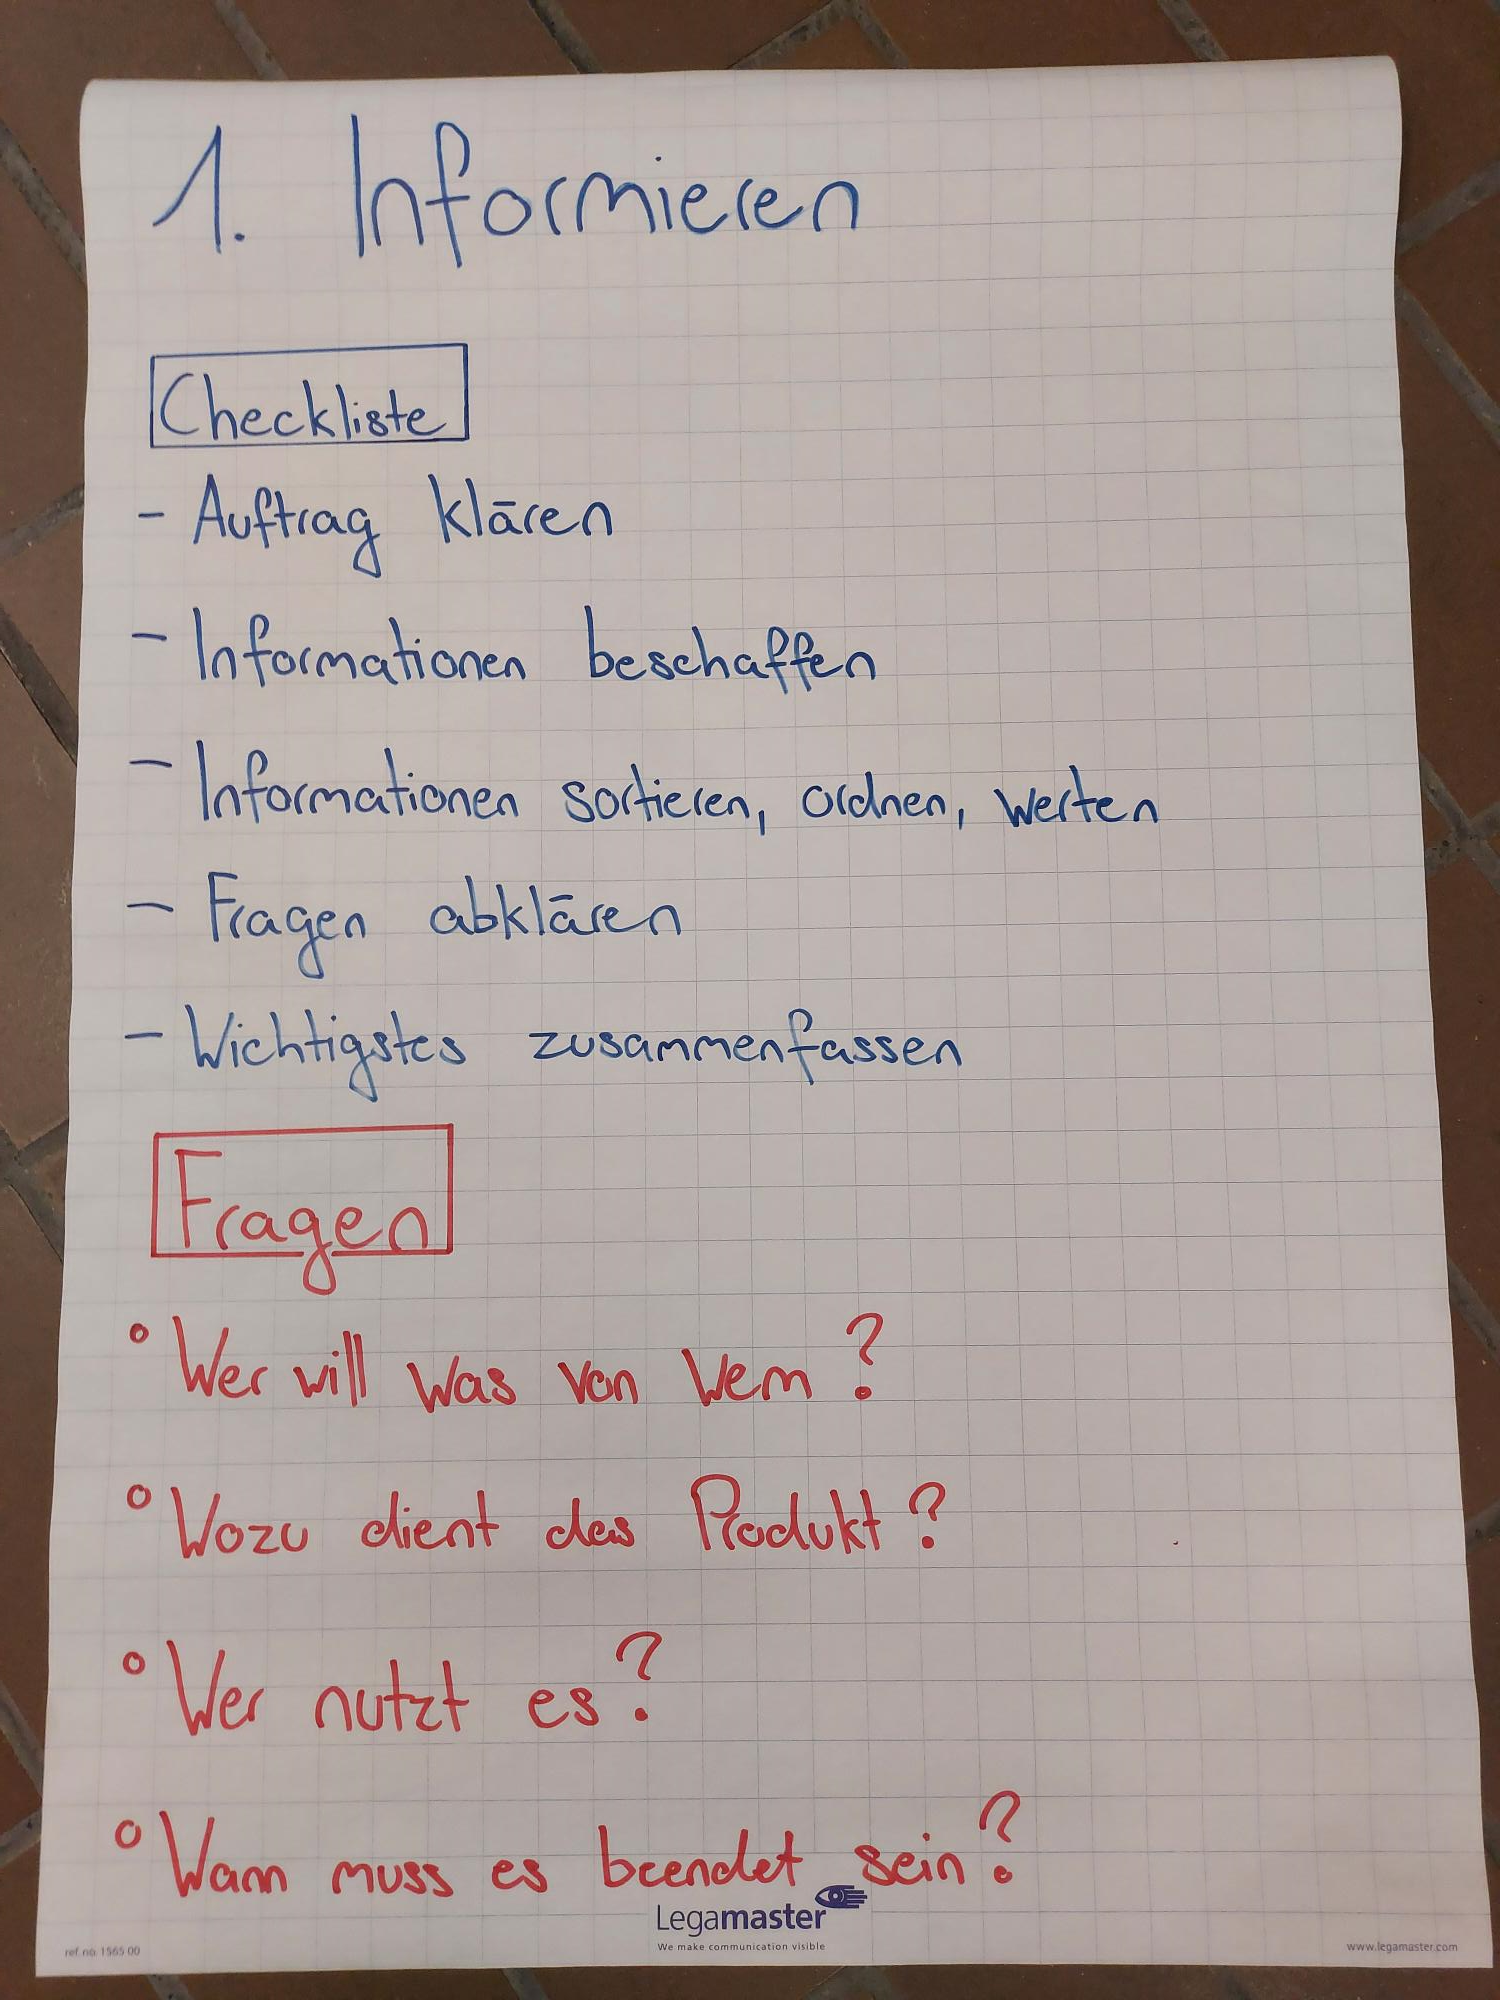 1. Informieren
Checkliste
- Auftrag klären
- Informationen beschaffen
- Informationen sortieren, ordnen, werten
- Fragen abklären
- Wichtigstes zusammenfassen
Fragen
° Wer will was von wem?
° Wozu dient das Produkt?
° Wer nutzt es?
° Wann muss es beendet sein?
Legamaster
We make communication visible
ref.no. 1565 00
www.legamaster.com